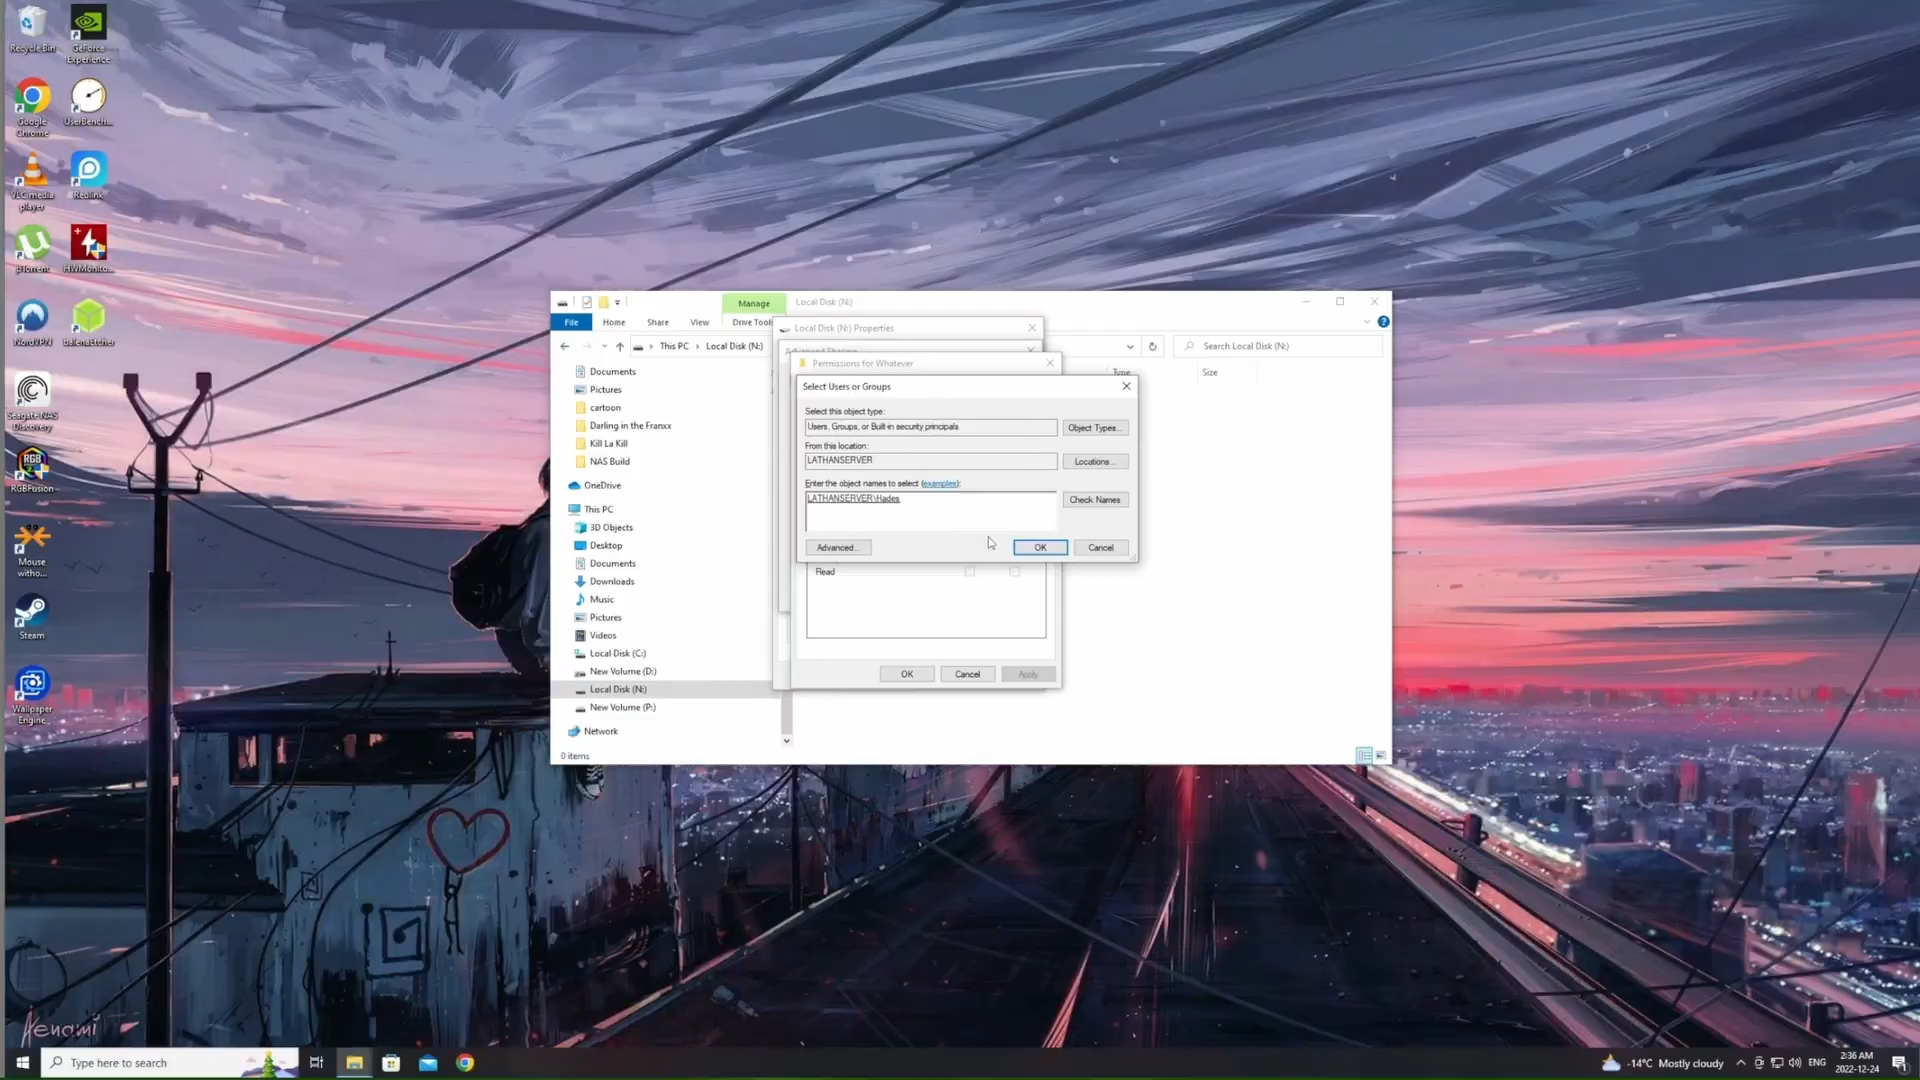 Recycle Bin
GeForce Experience
Google Chrome
UserBench...
VLC media player
Reolink
µTorrent
HWMonito...
NordVPN
balenaEtcher
Seagate NAS Discovery
RGBFusion
Mouse witho...
Steam
Wallpaper Engine
Manage
Local Disk (N:)
File
Home
Share
View
Drive Tools
This PC
Local Disk (N:)
Search Local Disk (N:)
Type
Size
Documents
Pictures
cartoon
Darling in the Franxx
Kill La Kill
NAS Build
OneDrive
This PC
3D Objects
Desktop
Documents
Downloads
Music
Pictures
Videos
Local Disk (C:)
New Volume (D:)
Local Disk (N:)
New Volume (P:)
Network
0 items
Local Disk (N:) Properties
Advanced Sharing
Permissions for Whatever
Select Users or Groups
Select this object type:
Users, Groups, or Built-in security principals
Object Types...
From this location:
LATHANSERVER
Locations...
Enter the object names to select (examples):
LATHANSERVER\Hades
Check Names
Advanced...
OK
Cancel
Read
OK
Cancel
Apply
Type here to search
-14°C Mostly cloudy
ENG
2:36 AM
2022-12-24